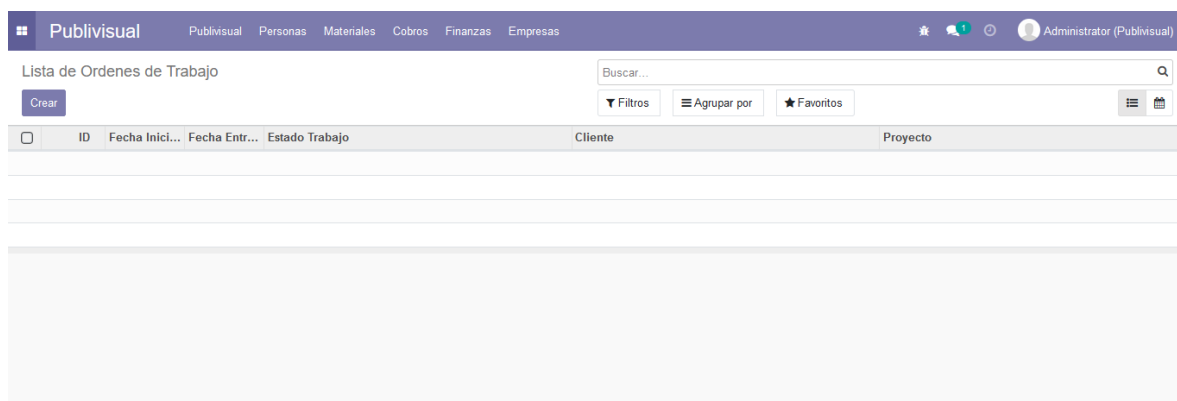 Publivisual Publivisual Personas Materiales Cobros Finanzas Empresas 1 Administrator (Publivisual)
Lista de Ordenes de Trabajo Buscar...
Crear Filtros Agrupar por Favoritos
ID Fecha Inici... Fecha Entr... Estado Trabajo Cliente Proyecto